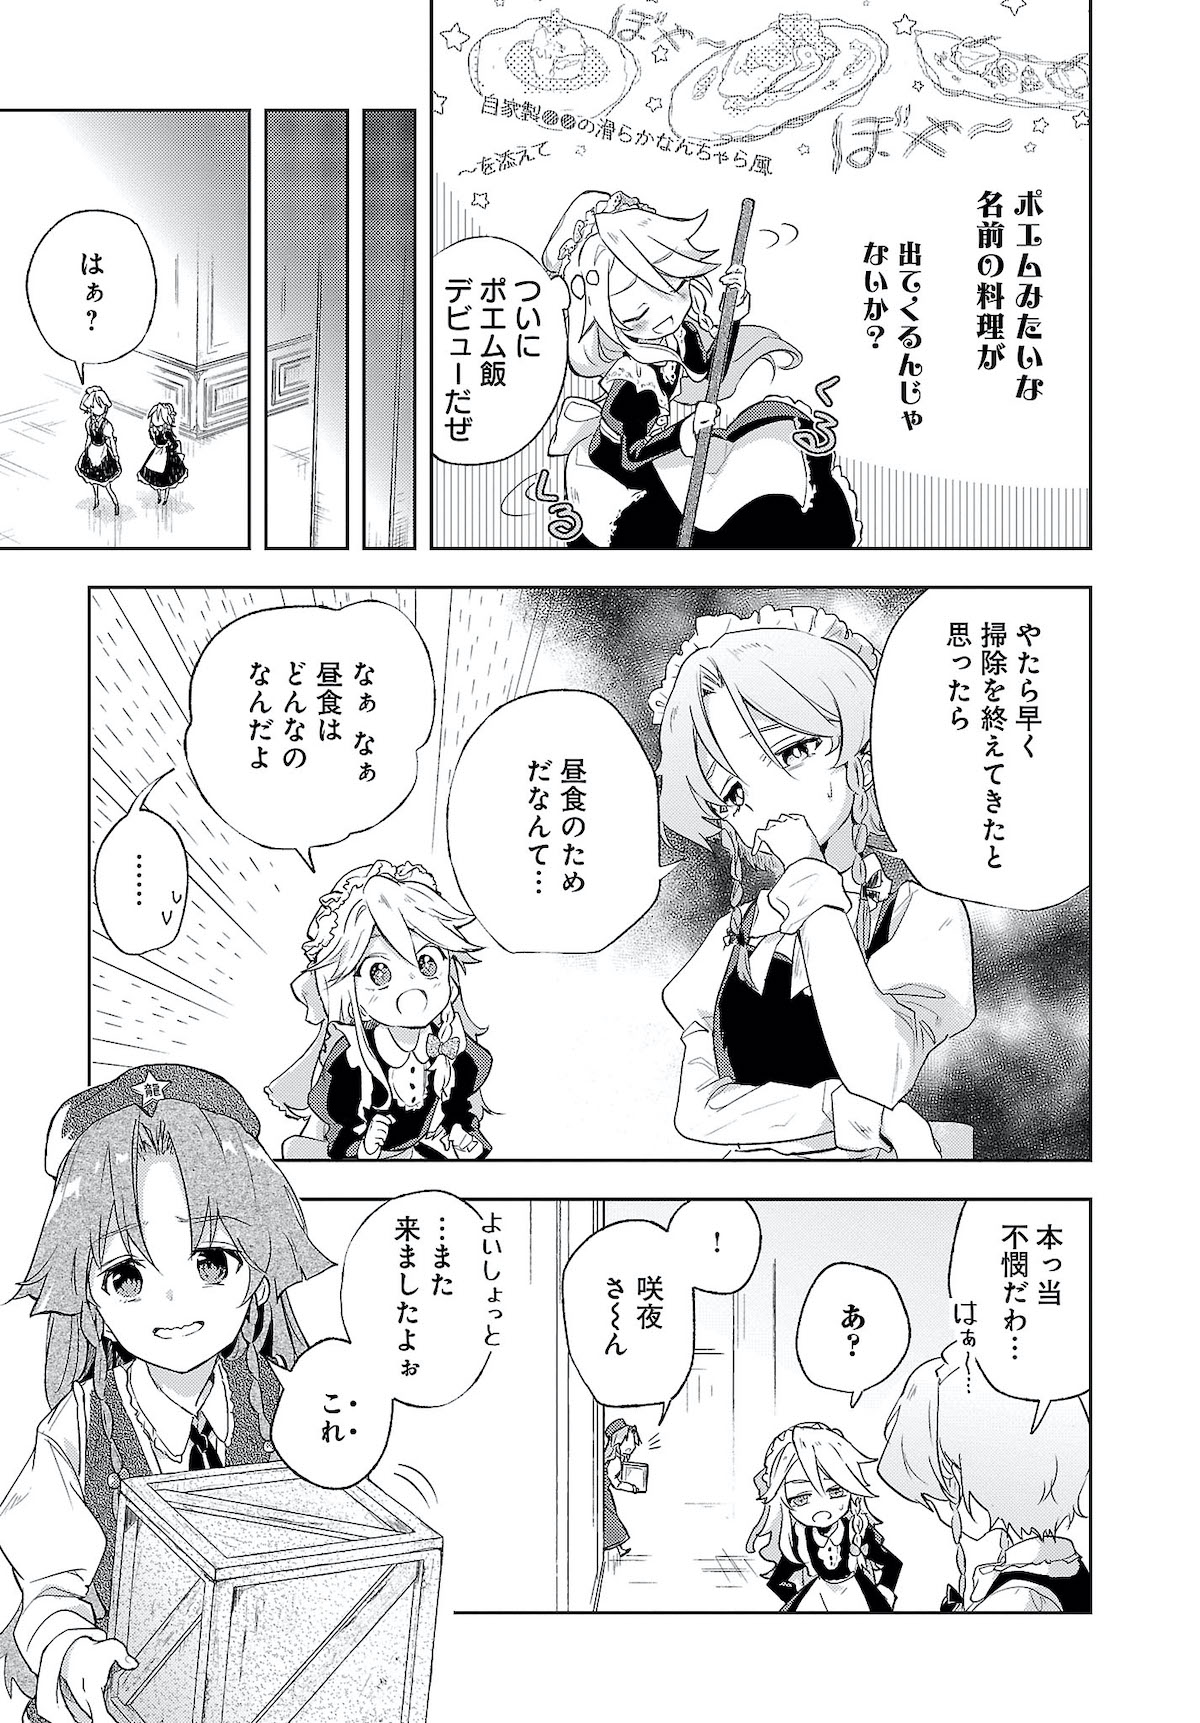 ぼや〜
ぼや〜
自家製●●の滑らかなんちゃら風
〜を添えて
ポエムみたいな
名前の料理が
出てくるんじゃ
ないか？
ついに
ポエム飯
デビューだぜ
くる
くる
はぁ？
やたら早く
掃除を終えてきたと
思ったら
昼食のため
だなんて…
なぁ なぁ
昼食は
どんなの
なんだよ
……
本っ当
不憫だわ…
はぁ〜…
あ？
！
咲夜
さ〜ん
よいしょっと
…また
来ましたよぉ
これ
龍